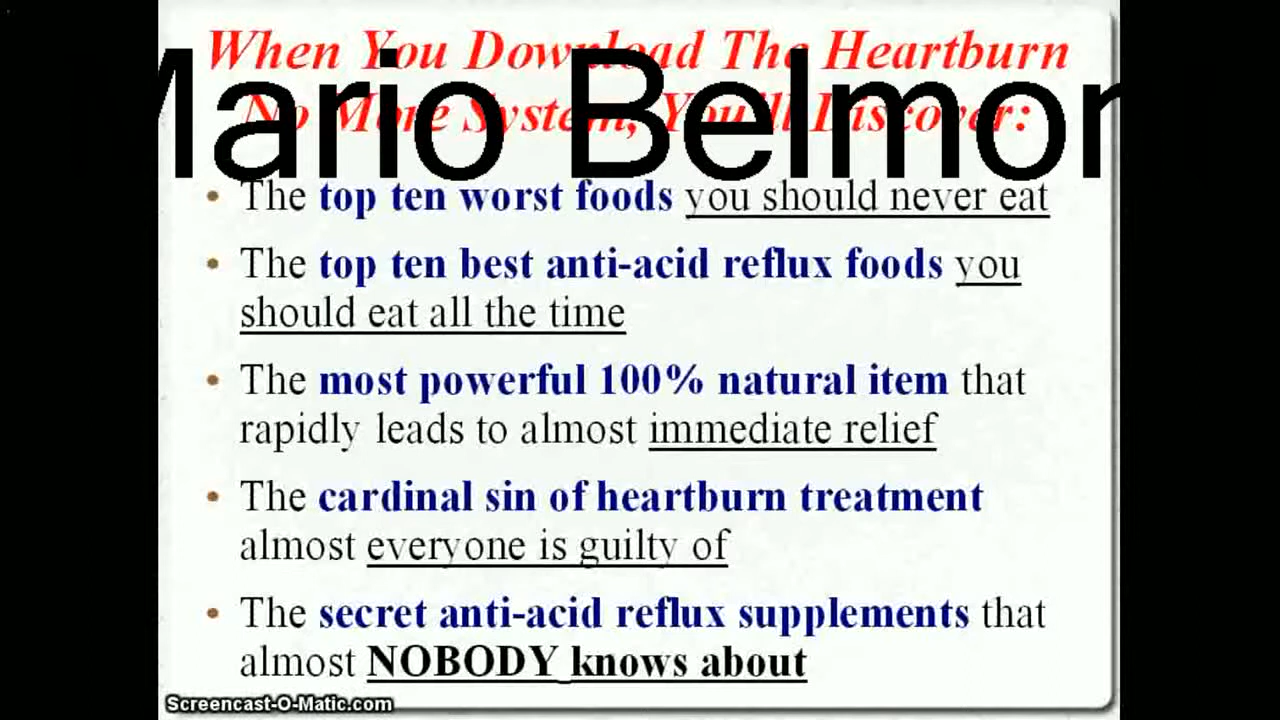 When You Download The Heartburn
Mario Belmon
No More System, You'll Discover:
• The top ten worst foods you should never eat
• The top ten best anti-acid reflux foods you
should eat all the time
• The most powerful 100% natural item that
rapidly leads to almost immediate relief
• The cardinal sin of heartburn treatment
almost everyone is guilty of
• The secret anti-acid reflux supplements that
almost NOBODY knows about
Screencast-O-Matic.com